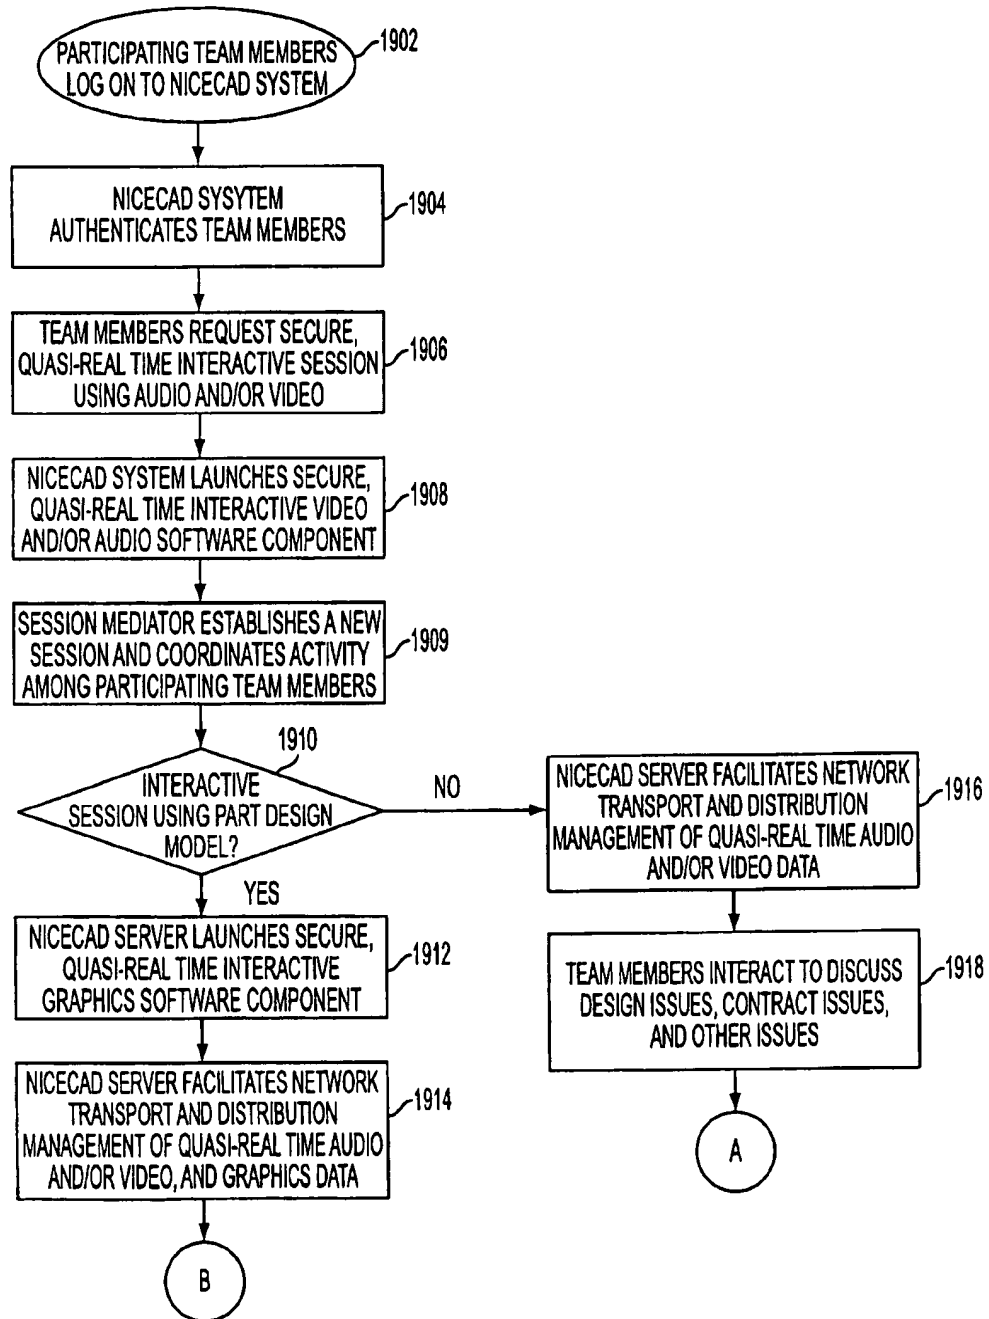 PARTICIPATING TEAM MEMBERS
LOG ON TO NICECAD SYSTEM
1902
NICECAD SYSYTEM
AUTHENTICATES TEAM MEMBERS
1904
TEAM MEMBERS REQUEST SECURE,
QUASI-REAL TIME INTERACTIVE SESSION
USING AUDIO AND/OR VIDEO
1906
NICECAD SYSTEM LAUNCHES SECURE,
QUASI-REAL TIME INTERACTIVE VIDEO
AND/OR AUDIO SOFTWARE COMPONENT
1908
SESSION MEDIATOR ESTABLISHES A NEW
SESSION AND COORDINATES ACTIVITY
AMONG PARTICIPATING TEAM MEMBERS
1909
1910
INTERACTIVE
SESSION USING PART DESIGN
MODEL?
NO
YES
NICECAD SERVER LAUNCHES SECURE,
QUASI-REAL TIME INTERACTIVE
GRAPHICS SOFTWARE COMPONENT
1912
NICECAD SERVER FACILITATES NETWORK
TRANSPORT AND DISTRIBUTION
MANAGEMENT OF QUASI-REAL TIME AUDIO
AND/OR VIDEO, AND GRAPHICS DATA
1914
B
NICECAD SERVER FACILITATES NETWORK
TRANSPORT AND DISTRIBUTION
MANAGEMENT OF QUASI-REAL TIME AUDIO
AND/OR VIDEO DATA
1916
TEAM MEMBERS INTERACT TO DISCUSS
DESIGN ISSUES, CONTRACT ISSUES,
AND OTHER ISSUES
1918
A